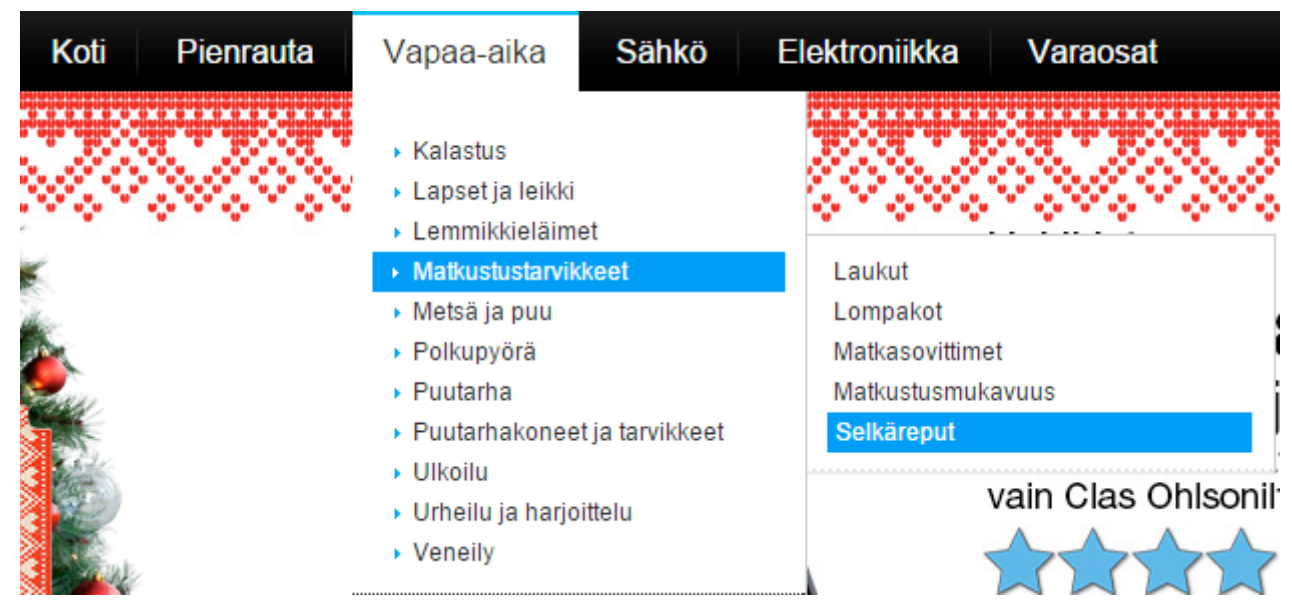 Koti Pienrauta Vapaa-aika Sähkö Elektroniikka Varaosat
Kalastus
Lapset ja leikki
Lemmikkieläimet
Matkustustarvikkeet
Metsä ja puu
Polkupyörä
Puutarha
Puutarhakoneet ja tarvikkeet
Ulkoilu
Urheilu ja harjoittelu
Veneily
Laukut
Lompakot
Matkasovittimet
Matkustusmukavuus
Selkäreput
vain Clas Ohlsonil